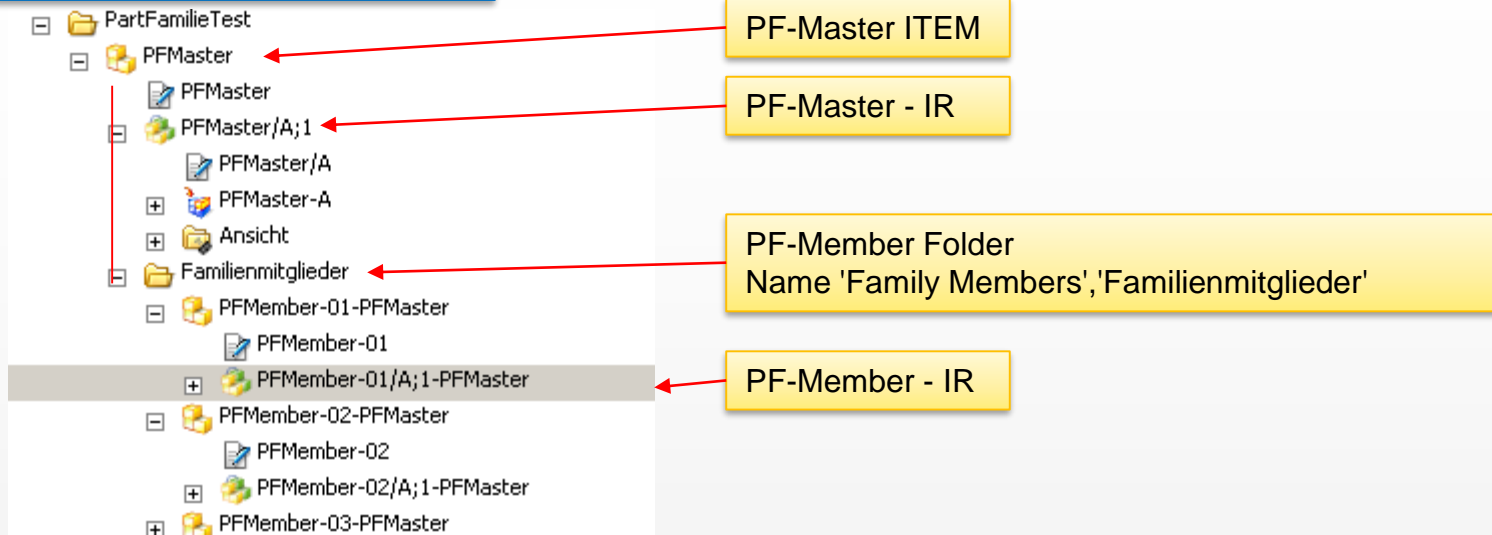 PartFamilieTest
PFMaster
PF-Master ITEM
PFMaster
PFMaster/A;1
PF-Master - IR
PFMaster/A
PFMaster-A
Ansicht
PF-Member Folder
Name 'Family Members','Familienmitglieder'
Familienmitglieder
PFMember-01-PFMaster
PFMember-01
PFMember-01/A;1-PFMaster
PF-Member - IR
PFMember-02-PFMaster
PFMember-02
PFMember-02/A;1-PFMaster
PFMember-03-PFMaster